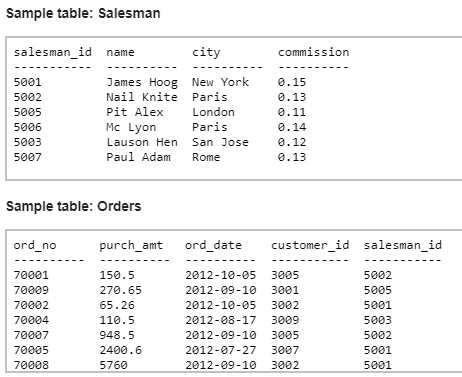 Sample table: Salesman
salesman_id name city commission
----------- ---------- ---------- ----------
5001 James Hoog New York 0.15
5002 Nail Knite Paris 0.13
5005 Pit Alex London 0.11
5006 Mc Lyon Paris 0.14
5003 Lauson Hen San Jose 0.12
5007 Paul Adam Rome 0.13
Sample table: Orders
ord_no purch_amt ord_date customer_id salesman_id
---------- ---------- ---------- ----------- -----------
70001 150.5 2012-10-05 3005 5002
70009 270.65 2012-09-10 3001 5005
70002 65.26 2012-10-05 3002 5001
70004 110.5 2012-08-17 3009 5003
70007 948.5 2012-09-10 3005 5002
70005 2400.6 2012-07-27 3007 5001
70008 5760 2012-09-10 3002 5001